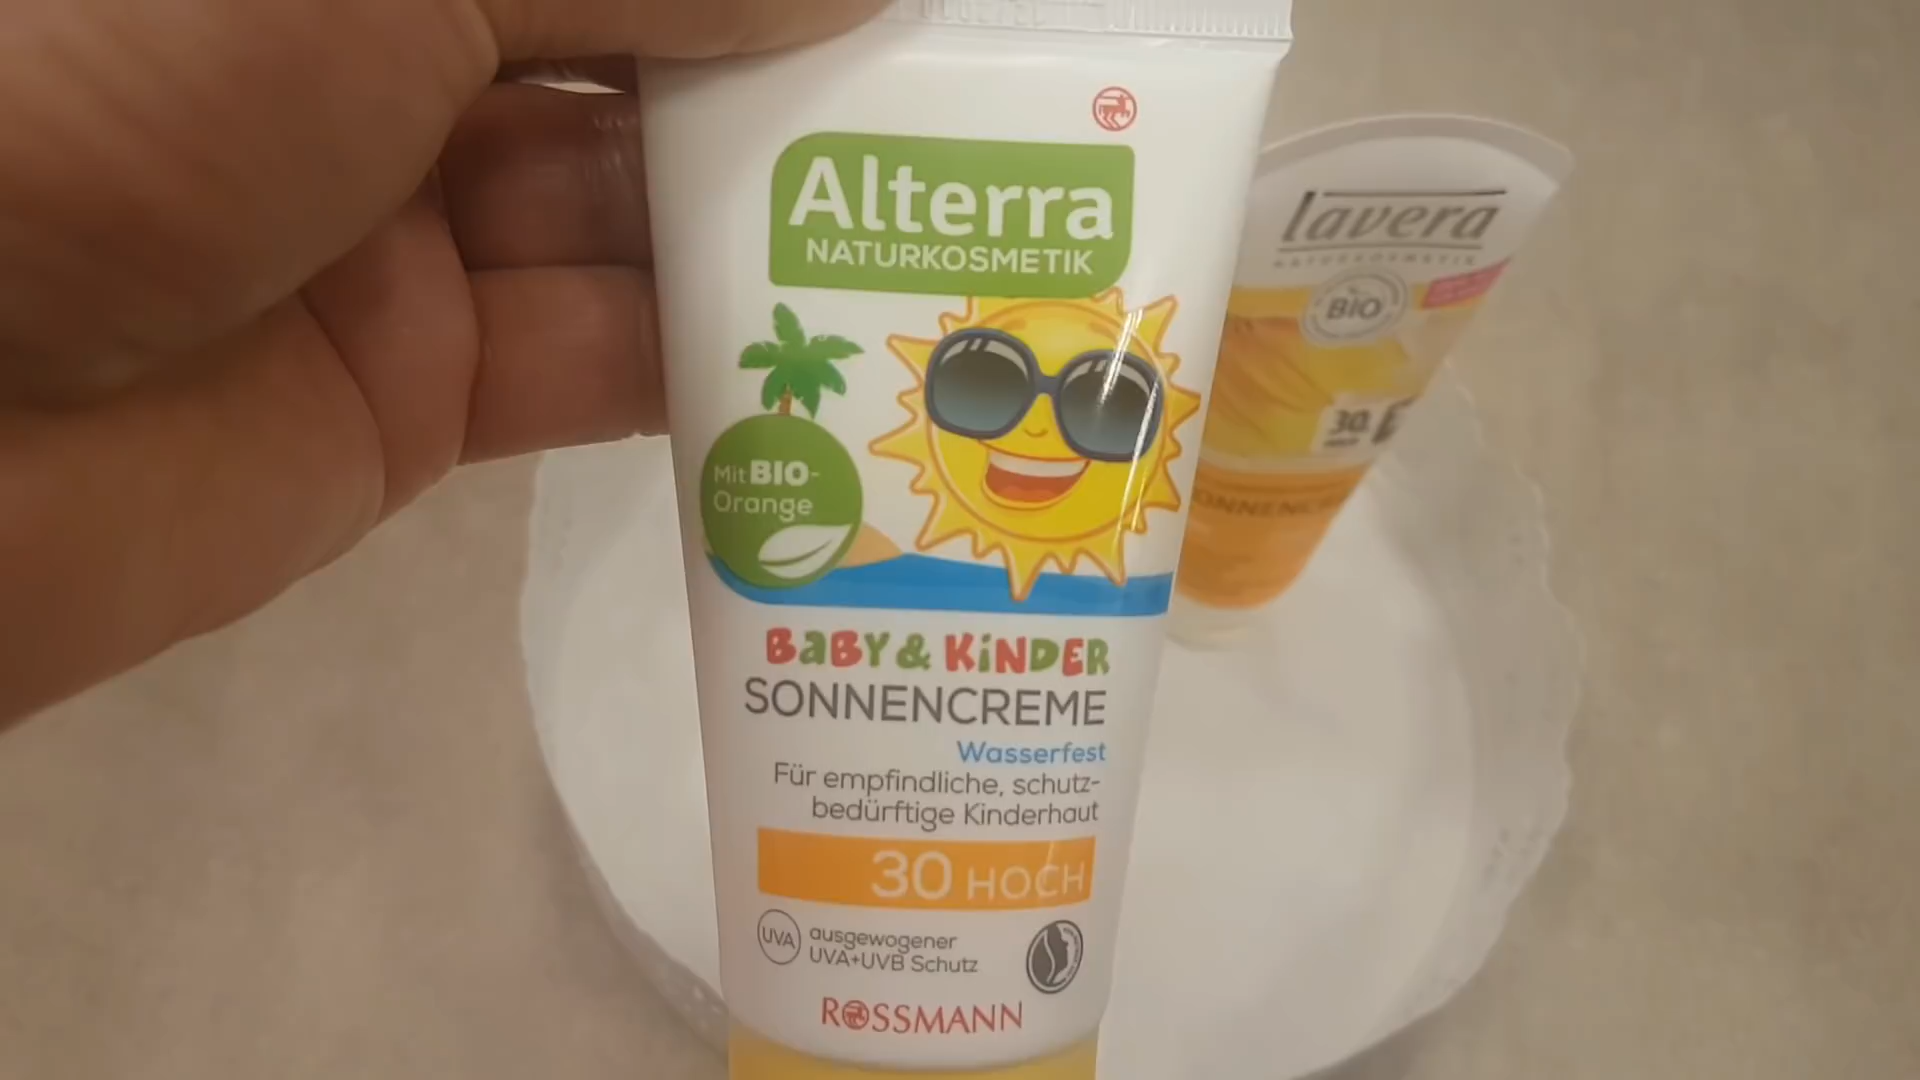 Alterra
NATURKOSMETIK
Mit BIO-
Orange
BaBY & KiNDER
SONNENCREME
Wasserfest
Für empfindliche, schutz-
bedürftige Kinderhaut
30 HOCH
UVA
ausgewogener
UVA+UVB Schutz
ROSSMANN
lavera
NATURKOSMETIK
BIO
30